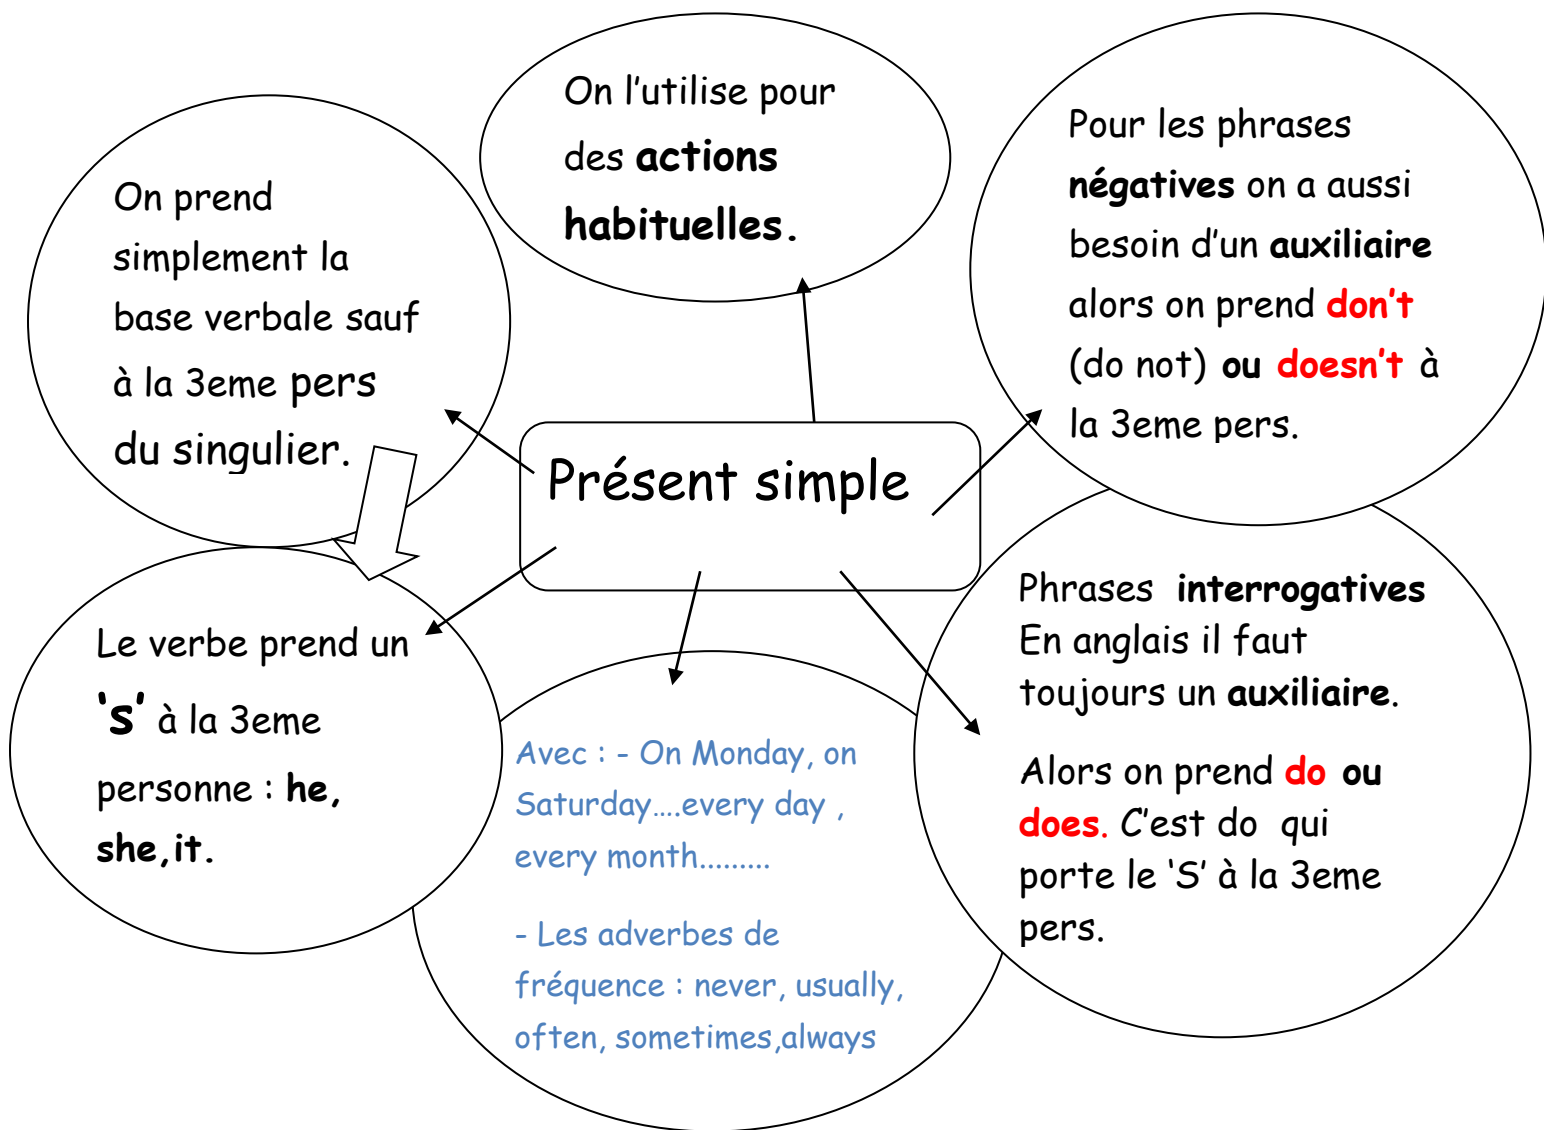 On l'utilise pour
des actions
habituelles.
Pour les phrases
négatives on a aussi
besoin d'un auxiliaire
alors on prend don't
(do not) ou doesn't à
la 3eme pers.
On prend
simplement la
base verbale sauf
à la 3eme pers
du singulier.
Présent simple
Le verbe prend un
's' à la 3eme
personne : he,
she,it.
Avec : - On Monday, on
Saturday….every day ,
every month.........
- Les adverbes de
fréquence : never, usually,
often, sometimes,always
Phrases  interrogatives
En anglais il faut
toujours un auxiliaire.
Alors on prend do ou
does. C'est do  qui
porte le 'S' à la 3eme
pers.